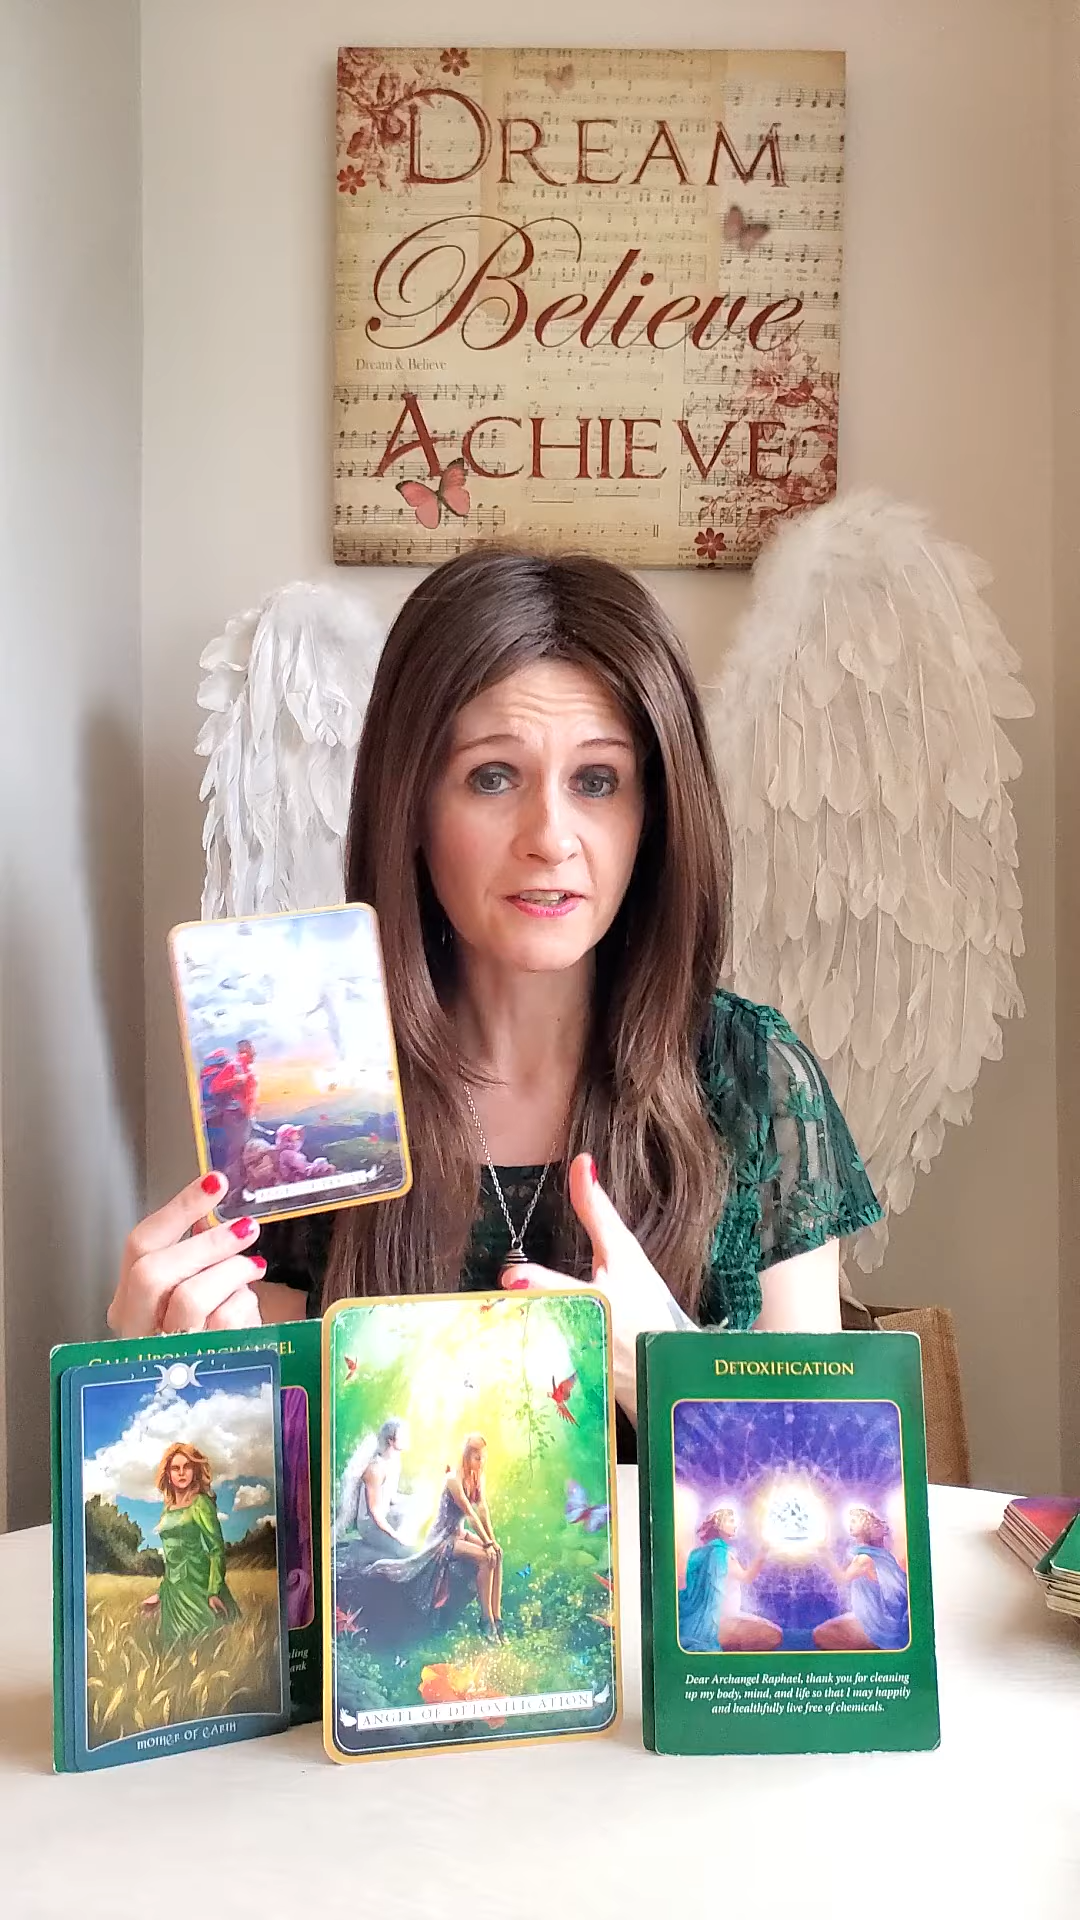 DREAM
Believe
Dream & Believe
ACHIEVE
CALL UPON ARCHANGEL
DETOXIFICATION
MOTHER OF EARTH
ANGEL OF DETOXIFICATION
Dear Archangel Raphael, thank you for cleaning
up my body, mind, and life so that I may happily
and healthfully live free of chemicals.